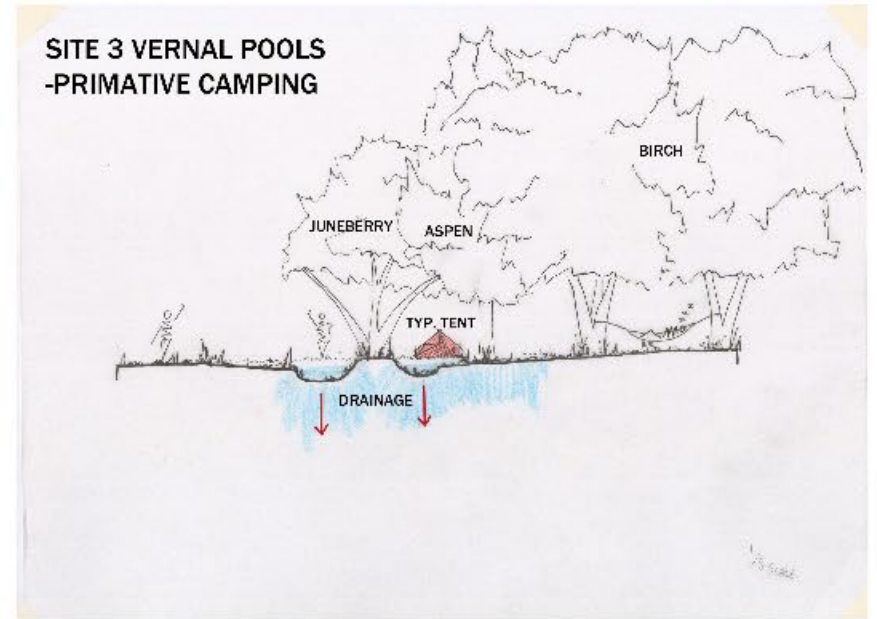 SITE 3 VERNAL POOLS
-PRIMATIVE CAMPING
BIRCH
JUNEBERRY
ASPEN
TYP. TENT
DRAINAGE